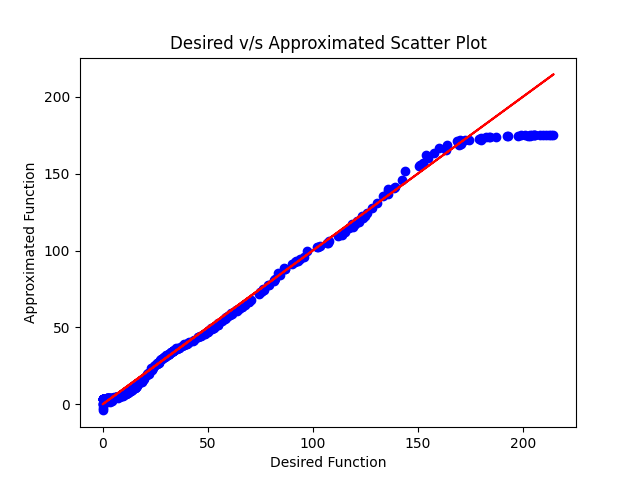 Desired v/s Approximated Scatter Plot
200
150
100
50
0
Approximated Function
0 50 100 150 200
Desired Function